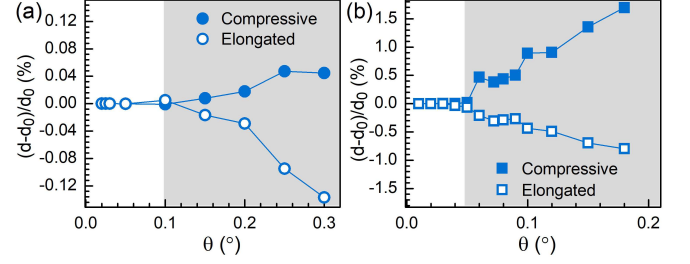 (a)
Compressive
Elongated
(d-d₀)/d₀ (%)
0.12
0.08
0.04
0.00
-0.04
-0.08
-0.12
0.0 0.1 0.2 0.3
θ (°)
(b)
(d-d₀)/d₀ (%)
1.5
1.0
0.5
0.0
-0.5
-1.0
-1.5
Compressive
Elongated
0.0 0.1 0.2
θ (°)